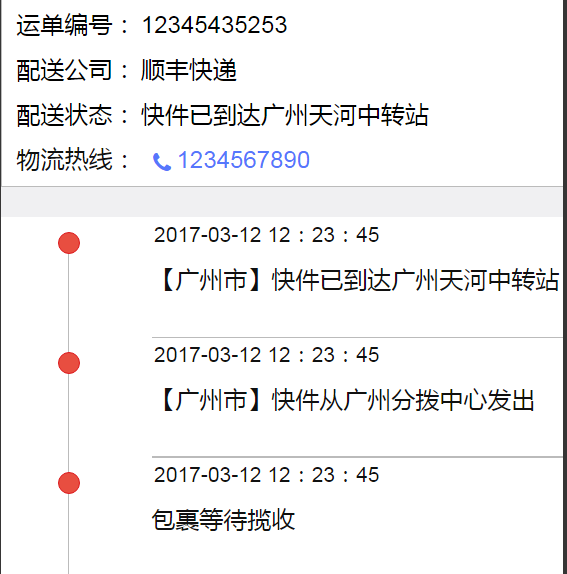 运单编号： 12345435253
配送公司： 顺丰快递
配送状态： 快件已到达广州天河中转站
物流热线： 1234567890
2017-03-12 12：23：45
【广州市】快件已到达广州天河中转站
2017-03-12 12：23：45
【广州市】快件从广州分拨中心发出
2017-03-12 12：23：45
包裹等待揽收